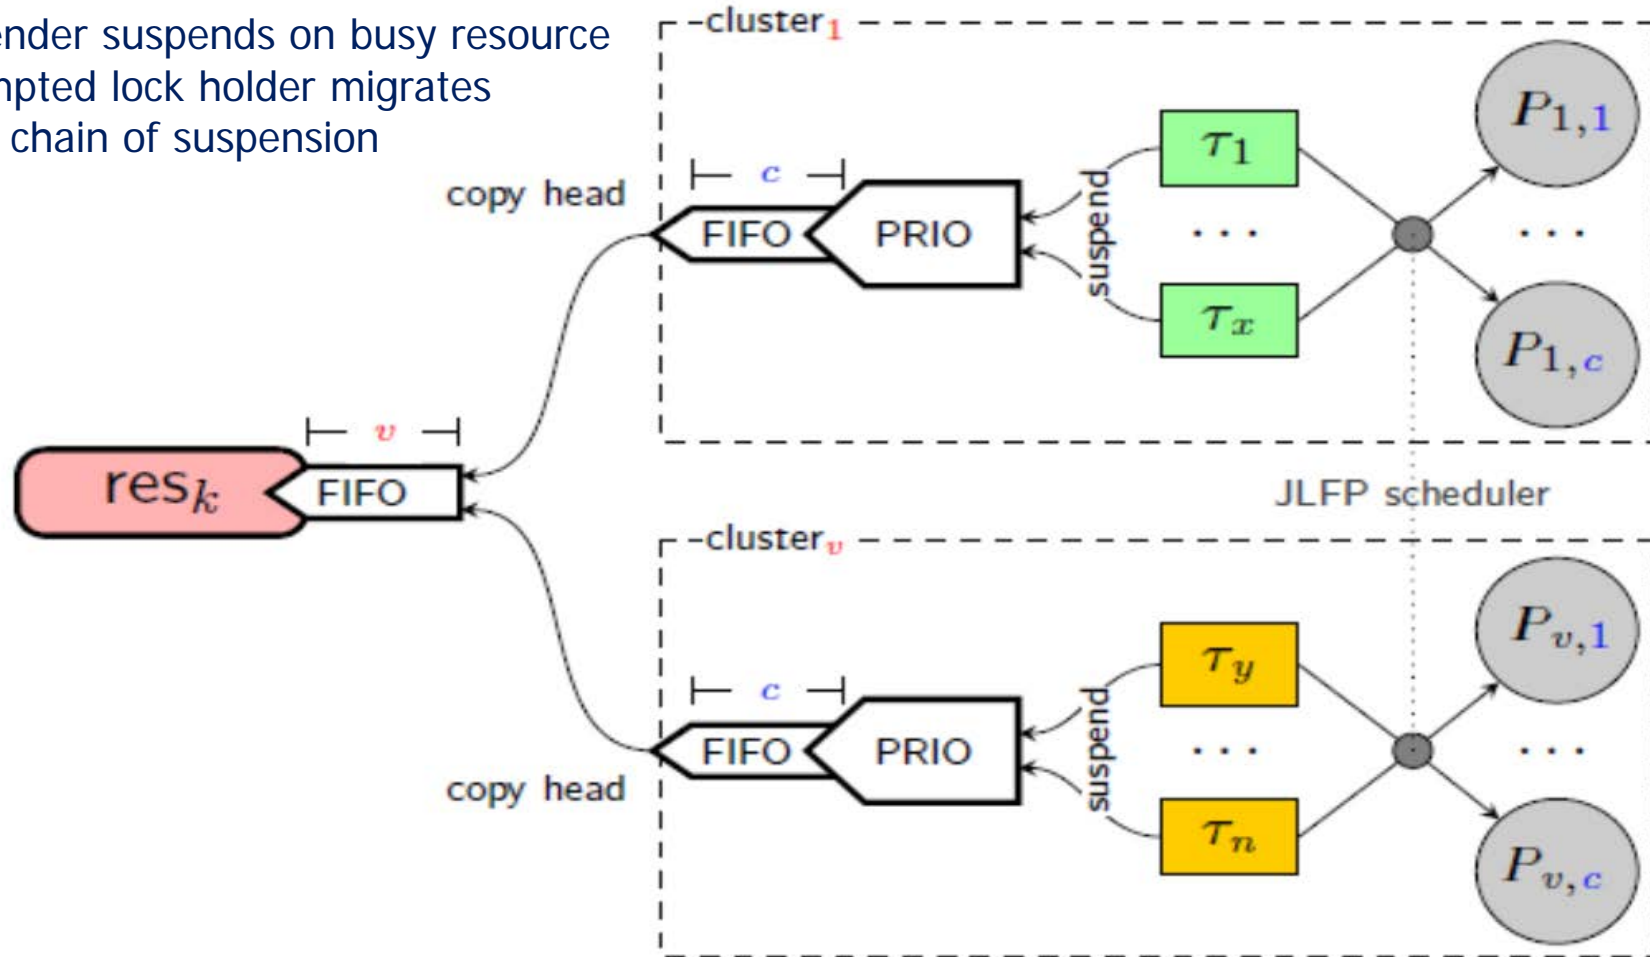 ender suspends on busy resource
mpted lock holder migrates
chain of suspension
cluster1
copy head
c
FIFO
PRIO
suspend
τ1
. . .
τx
P1,1
. . .
P1,c
v
resk
FIFO
JLFP scheduler
clusterv
copy head
c
FIFO
PRIO
suspend
τy
. . .
τn
Pv,1
. . .
Pv,c